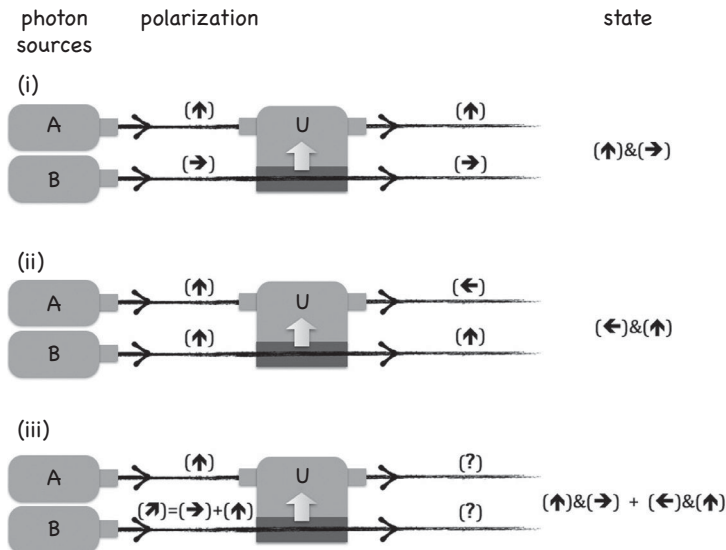 photon sources
polarization
state
(i)
A
(↑)
U
(↑)
B
(→)
(→)
(↑)&(→)
(ii)
A
(↑)
U
(←)
B
(↑)
(↑)
(←)&(↑)
(iii)
A
(↑)
U
(?)
B
(↗)=(→)+(↑)
(?)
(↑)&(→) + (←)&(↑)